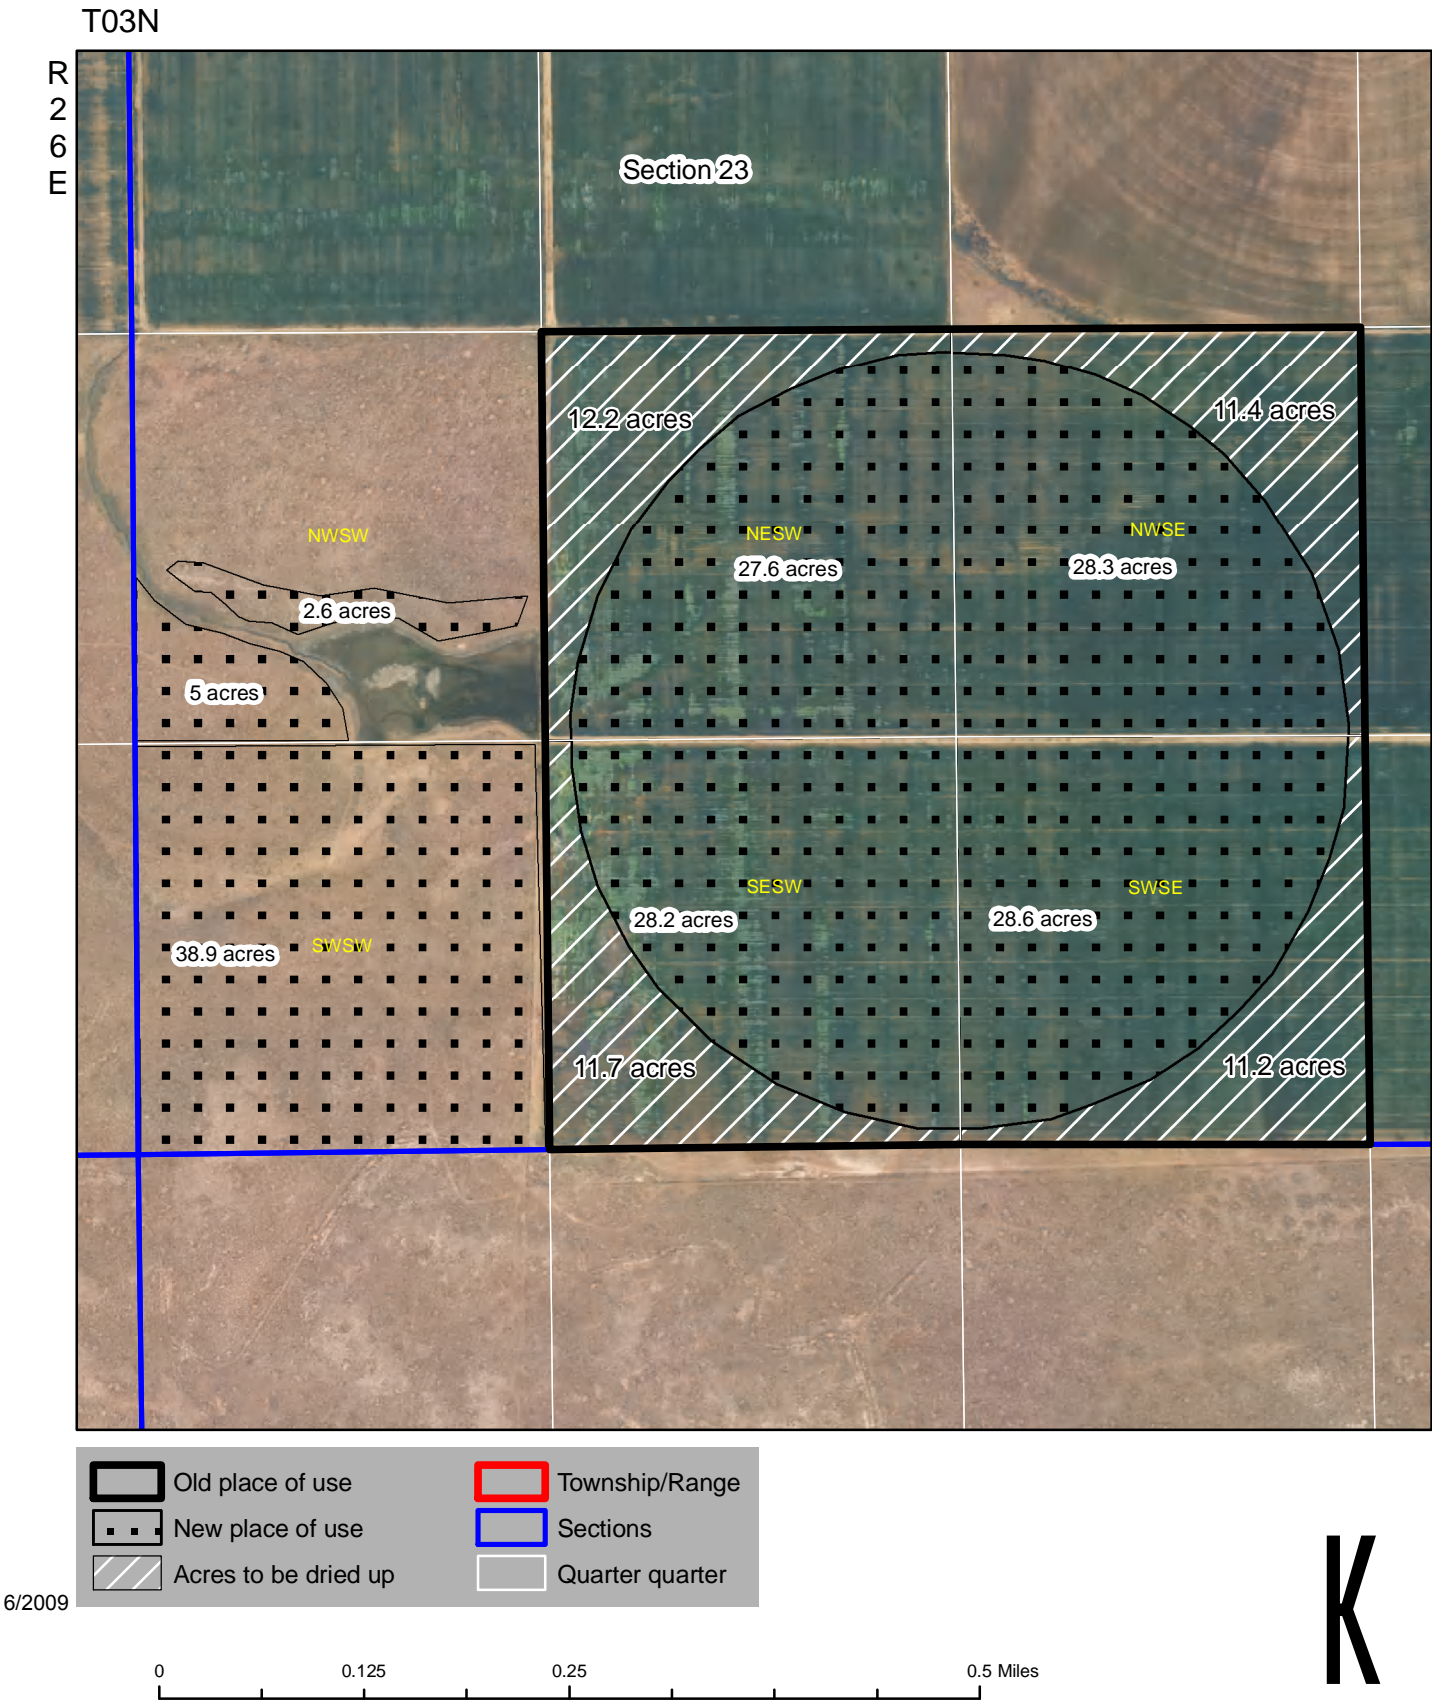 T03N
R
2
6
E
Section 23
12.2 acres
11.4 acres
NWSW
NESW
NWSE
27.6 acres
28.3 acres
2.6 acres
5 acres
SESW
SWSE
28.2 acres
28.6 acres
SWSW
38.9 acres
11.7 acres
11.2 acres
Old place of use
Township/Range
New place of use
Sections
Acres to be dried up
Quarter quarter
6/2009
K
0 0.125 0.25 0.5 Miles